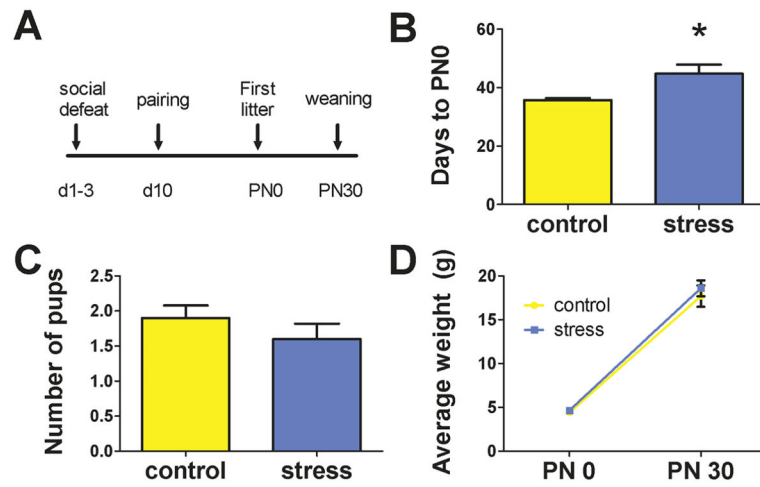 A
social
defeat
pairing
First
litter
weaning
d1-3
d10
PN0
PN30
B
Days to PN0
60
40
20
0
*
control
stress
C
Number of pups
2.5
2.0
1.5
1.0
0.5
0.0
control
stress
D
Average weight (g)
20
15
10
5
0
control
stress
PN 0
PN 30